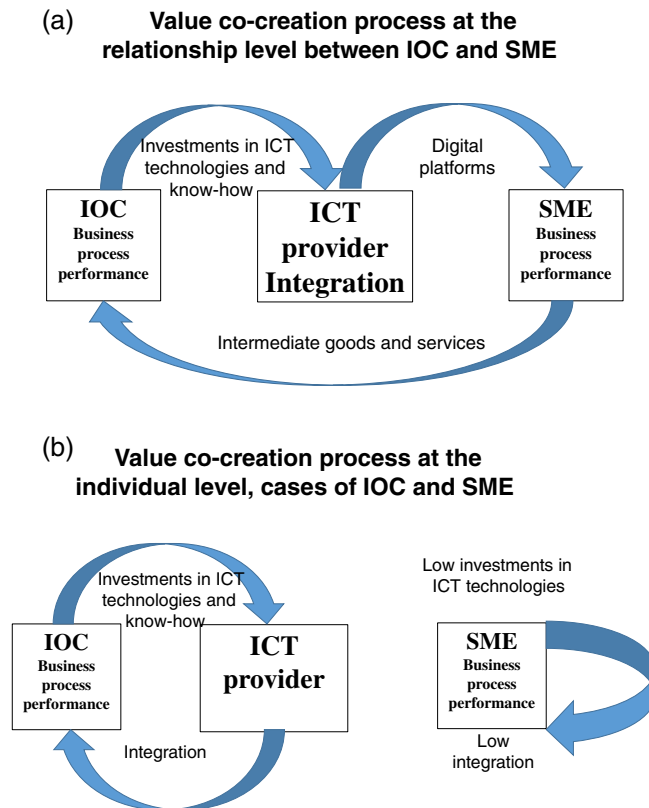 (a)
Value co-creation process at the
relationship level between IOC and SME
Investments in ICT
technologies and
know-how
Digital
platforms
IOC
Business
process
performance
ICT
provider
Integration
SME
Business
process
performance
Intermediate goods and services
(b)
Value co-creation process at the
individual level, cases of IOC and SME
Investments in ICT
technologies and
know-how
Low investments in
ICT technologies
IOC
Business
process
performance
ICT
provider
SME
Business
process
performance
Integration
Low
integration